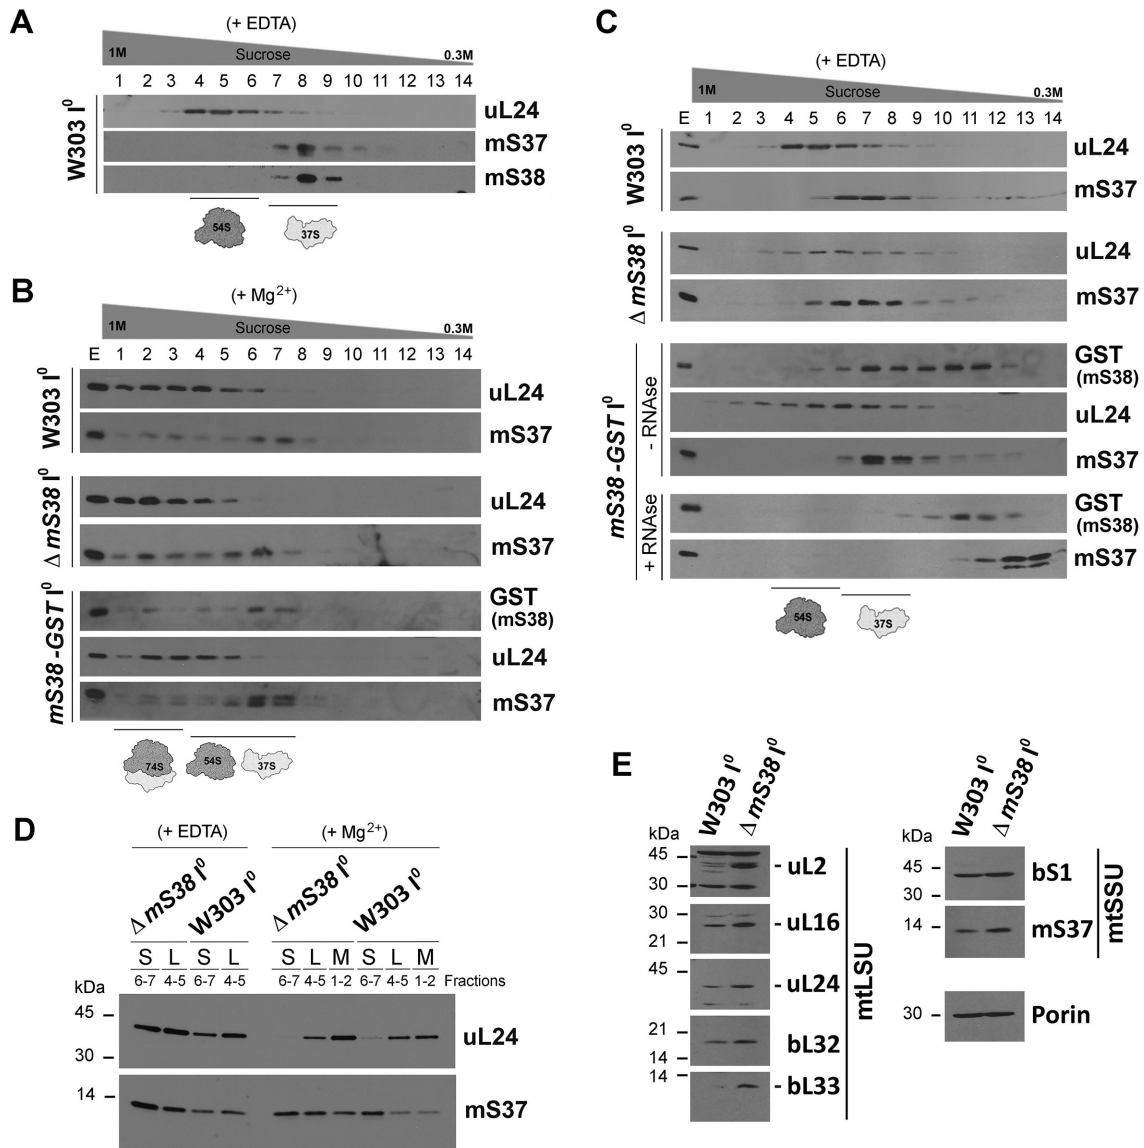 A
(+ EDTA)
1M Sucrose 0.3M
1 2 3 4 5 6 7 8 9 10 11 12 13 14
W303 I⁰
uL24
mS37
mS38
54S 37S
B
(+ Mg²⁺)
1M Sucrose 0.3M
E 1 2 3 4 5 6 7 8 9 10 11 12 13 14
W303 I⁰
uL24
mS37
Δ mS38 I⁰
uL24
mS37
mS38-GST I⁰
GST
(mS38)
uL24
mS37
74S 54S 37S
C
(+ EDTA)
1M Sucrose 0.3M
E 1 2 3 4 5 6 7 8 9 10 11 12 13 14
W303 I⁰
uL24
mS37
Δ mS38 I⁰
uL24
mS37
mS38-GST I⁰
- RNAse
GST
(mS38)
uL24
mS37
+ RNAse
GST
(mS38)
mS37
54S 37S
D
(+ EDTA) (+ Mg²⁺)
Δ mS38 I⁰ W303 I⁰ Δ mS38 I⁰ W303 I⁰
S L S L S L M S L M
6-7 4-5 6-7 4-5 6-7 4-5 1-2 6-7 4-5 1-2 Fractions
kDa
45
30
uL24
14
mS37
E
W303 I⁰ Δ mS38 I⁰
kDa
45
30
- uL2
30
21
- uL16
45
- uL24
21
14
bL32
14
- bL33
mtLSU
W303 I⁰ Δ mS38 I⁰
kDa
45
30
bS1
14
mS37
mtSSU
30
Porin